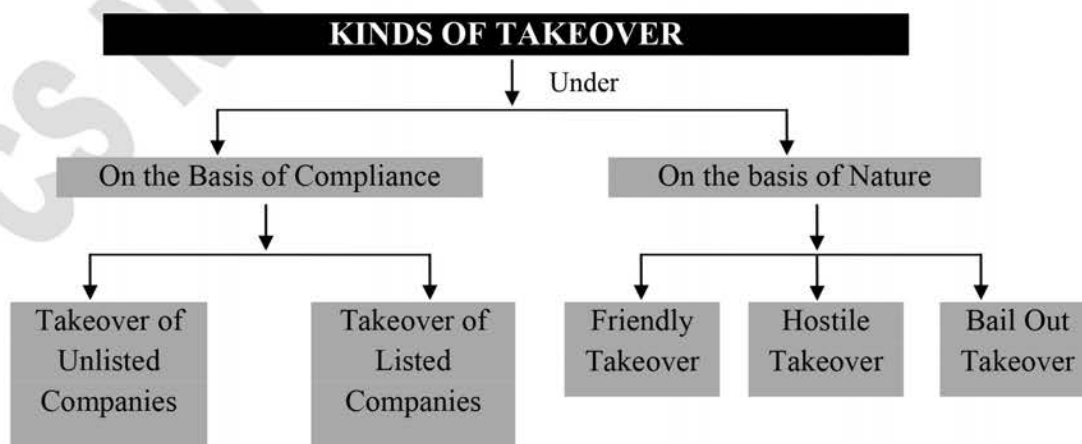 KINDS OF TAKEOVER
Under
On the Basis of Compliance
On the basis of Nature
Takeover of
Unlisted
Companies
Takeover of
Listed
Companies
Friendly
Takeover
Hostile
Takeover
Bail Out
Takeover
CS